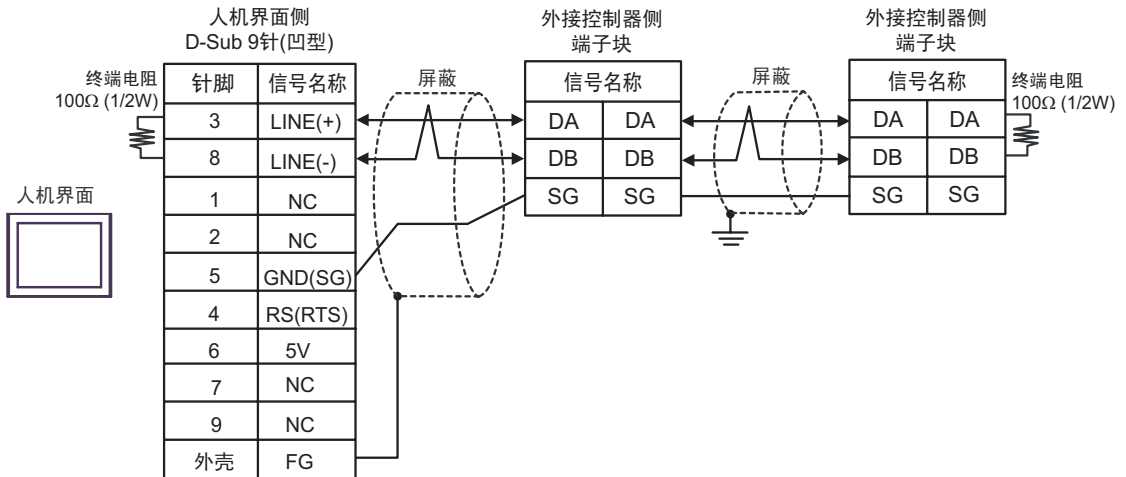 人机界面侧
D-Sub 9针(凹型)
外接控制器侧
端子块
外接控制器侧
端子块
终端电阻
100Ω (1/2W)
针脚 信号名称
屏蔽
信号名称
屏蔽
信号名称
终端电阻
100Ω (1/2W)
3 LINE(+)
DA DA
DA DA
8 LINE(-)
DB DB
DB DB
人机界面
1 NC
SG SG
SG SG
2 NC
5 GND(SG)
4 RS(RTS)
6 5V
7 NC
9 NC
外壳 FG